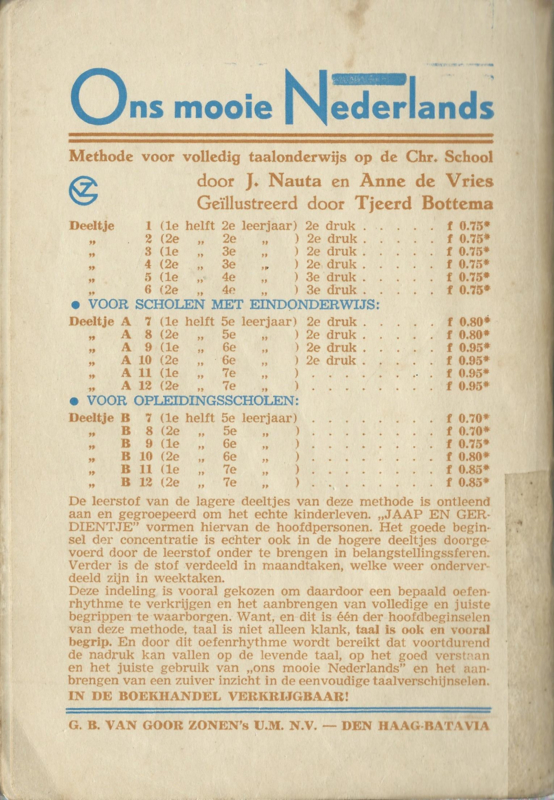 Ons mooie Nederlands
Methode voor volledig taalonderwijs op de Chr. School
door J. Nauta en Anne de Vries
Geïllustreerd door Tjeerd Bottema
Deeltje 1 (1e helft 2e leerjaar) 2e druk . . . . . f 0.75*
„ 2 (2e „ 2e „ ) 2e druk . . . . . f 0.75*
„ 3 (1e „ 3e „ ) 2e druk . . . . . f 0.75*
„ 4 (2e „ 3e „ ) 2e druk . . . . . f 0.75*
„ 5 (1e „ 4e „ ) 3e druk . . . . . f 0.75*
„ 6 (2e „ 4e „ ) 3e druk . . . . . f 0.75*
● VOOR SCHOLEN MET EINDONDERWIJS:
Deeltje A 7 (1e helft 5e leerjaar) 2e druk . . . . . f 0.80*
„ A 8 (2e „ 5e „ ) 2e druk . . . . . f 0.80*
„ A 9 (1e „ 6e „ ) 2e druk . . . . . f 0.95*
„ A 10 (2e „ 6e „ ) 2e druk . . . . . f 0.95*
„ A 11 (1e „ 7e „ ) . . . . . . . . f 0.95*
„ A 12 (2e „ 7e „ ) . . . . . . . . f 0.95*
● VOOR OPLEIDINGSSCHOLEN:
Deeltje B 7 (1e helft 5e leerjaar) . . . . . . . . f 0.70*
„ B 8 (2e „ 5e „ ) . . . . . . . . f 0.70*
„ B 9 (1e „ 6e „ ) . . . . . . . . f 0.75*
„ B 10 (2e „ 6e „ ) . . . . . . . . f 0.80*
„ B 11 (1e „ 7e „ ) . . . . . . . . f 0.85*
„ B 12 (2e „ 7e „ ) . . . . . . . . f 0.85*
De leerstof van de lagere deeltjes van deze methode is ontleend
aan en gegroepeerd om het echte kinderleven. „JAAP EN GER-
DIENTJE" vormen hiervan de hoofdpersonen. Het goede begin-
sel der concentratie is echter ook in de hogere deeltjes doorge-
voerd door de leerstof onder te brengen in belangstellingssferen.
Verder is de stof verdeeld in maandtaken, welke weer onderver-
deeld zijn in weektaken.
Deze indeling is vooral gekozen om daardoor een bepaald oefen-
rhythme te verkrijgen en het aanbrengen van volledige en juiste
begrippen te waarborgen. Want, en dit is één der hoofdbeginselen
van deze methode, taal is niet alleen klank, taal is ook en vooral
begrip. En door dit oefenrhythme wordt bereikt dat voortdurend
de nadruk kan vallen op de levende taal, op het goed verstaan
en het juiste gebruik van „ons mooie Nederlands" en het aan-
brengen van een zuiver inzicht in de eenvoudige taalverschijnselen.
IN DE BOEKHANDEL VERKRIJGBAAR!
G. B. VAN GOOR ZONEN's U.M. N.V. — DEN HAAG-BATAVIA